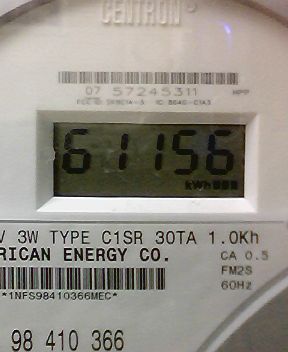 CENTRON
07 57245311
61156
kWh
V 3W TYPE C1SR 30TA 1.0Kh
RICAN ENERGY CO.
CA 0.5
FM2S
60Hz
*1NFS98410366MEC*
98 410 366